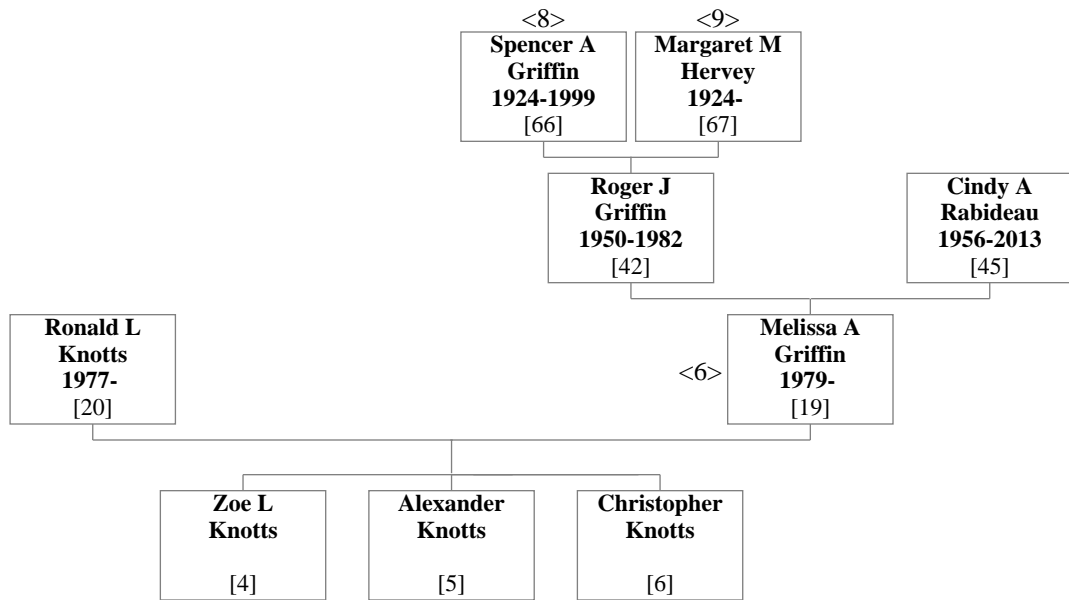 <8>
<9>
Spencer A
Griffin
1924-1999
[66]
Margaret M
Hervey
1924-
[67]
Roger J
Griffin
1950-1982
[42]
Cindy A
Rabideau
1956-2013
[45]
Ronald L
Knotts
1977-
[20]
<6>
Melissa A
Griffin
1979-
[19]
Zoe L
Knotts
[4]
Alexander
Knotts
[5]
Christopher
Knotts
[6]